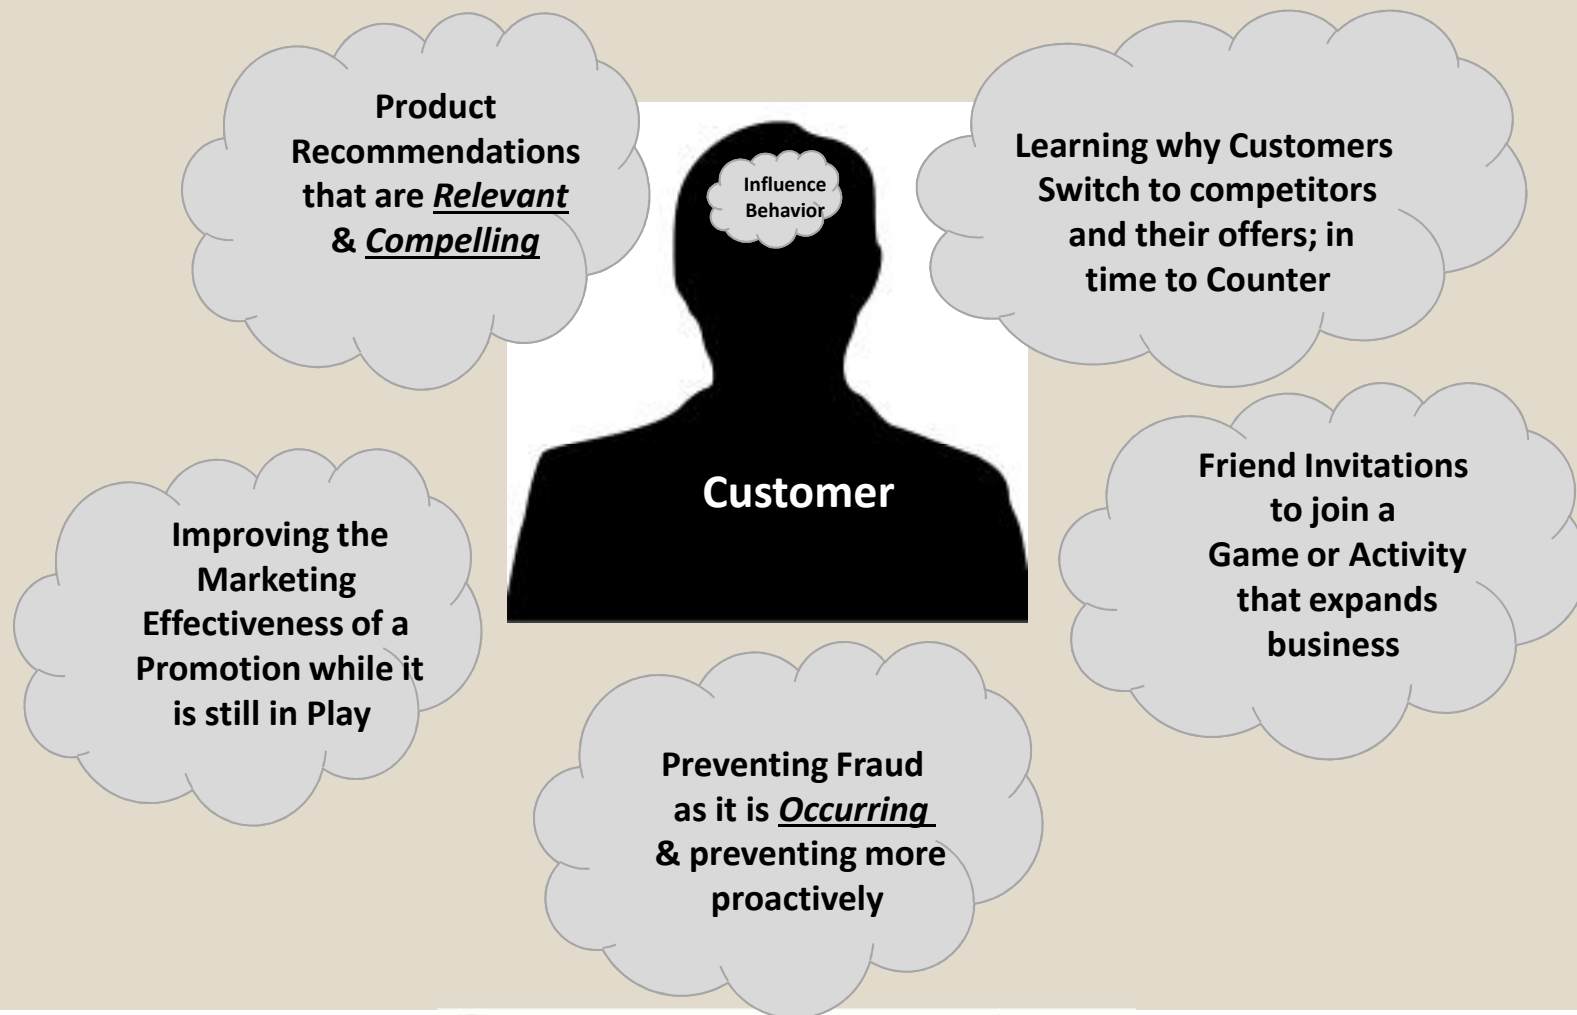 Product
Recommendations
that are Relevant
& Compelling
Influence
Behavior
Learning why Customers
Switch to competitors
and their offers; in
time to Counter
Customer
Friend Invitations
to join a
Game or Activity
that expands
business
Improving the
Marketing
Effectiveness of a
Promotion while it
is still in Play
Preventing Fraud
as it is Occurring
& preventing more
proactively